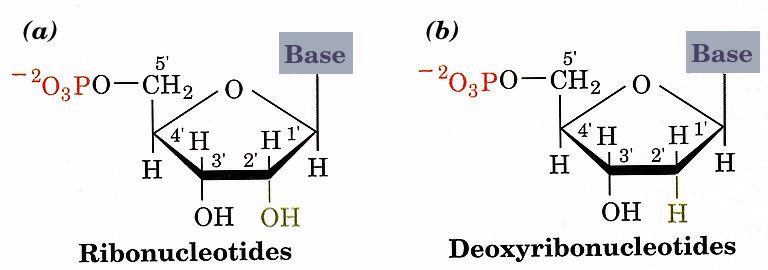 (a)
Base
5'
⁻²O₃PO—CH₂
O
4' H H 1'
H 3' 2' H
OH OH
Ribonucleotides
(b)
Base
5'
⁻²O₃PO—CH₂
O
4' H H 1'
H 3' 2' H
OH H
Deoxyribonucleotides